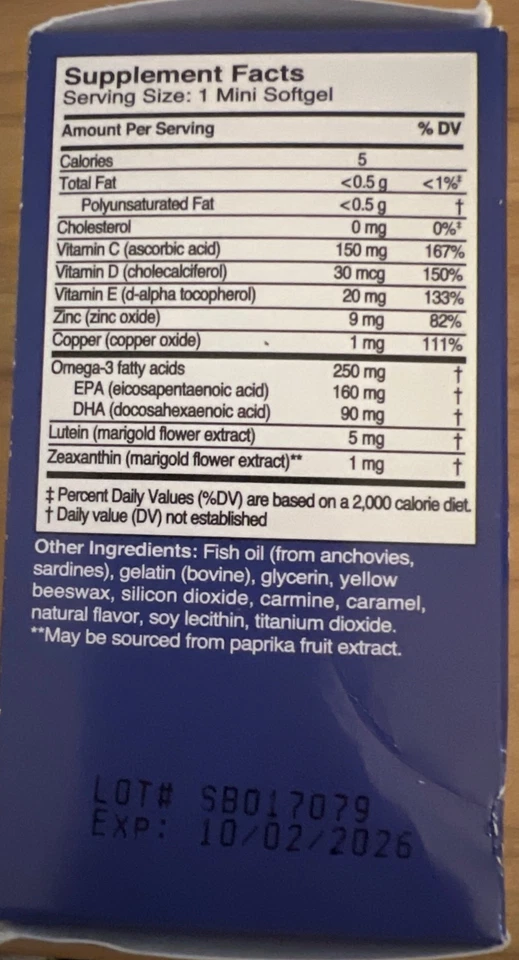 Supplement Facts
Serving Size: 1 Mini Softgel
Amount Per Serving % DV
Calories 5
Total Fat <0.5 g <1%‡
Polyunsaturated Fat <0.5 g †
Cholesterol 0 mg 0%‡
Vitamin C (ascorbic acid) 150 mg 167%
Vitamin D (cholecalciferol) 30 mcg 150%
Vitamin E (d-alpha tocopherol) 20 mg 133%
Zinc (zinc oxide) 9 mg 82%
Copper (copper oxide) 1 mg 111%
Omega-3 fatty acids 250 mg †
EPA (eicosapentaenoic acid) 160 mg †
DHA (docosahexaenoic acid) 90 mg †
Lutein (marigold flower extract) 5 mg †
Zeaxanthin (marigold flower extract)** 1 mg †
‡ Percent Daily Values (%DV) are based on a 2,000 calorie diet.
† Daily value (DV) not established
Other Ingredients: Fish oil (from anchovies,
sardines), gelatin (bovine), glycerin, yellow
beeswax, silicon dioxide, carmine, caramel,
natural flavor, soy lecithin, titanium dioxide.
**May be sourced from paprika fruit extract.
LOT# SB017079
EXP: 10/02/2026